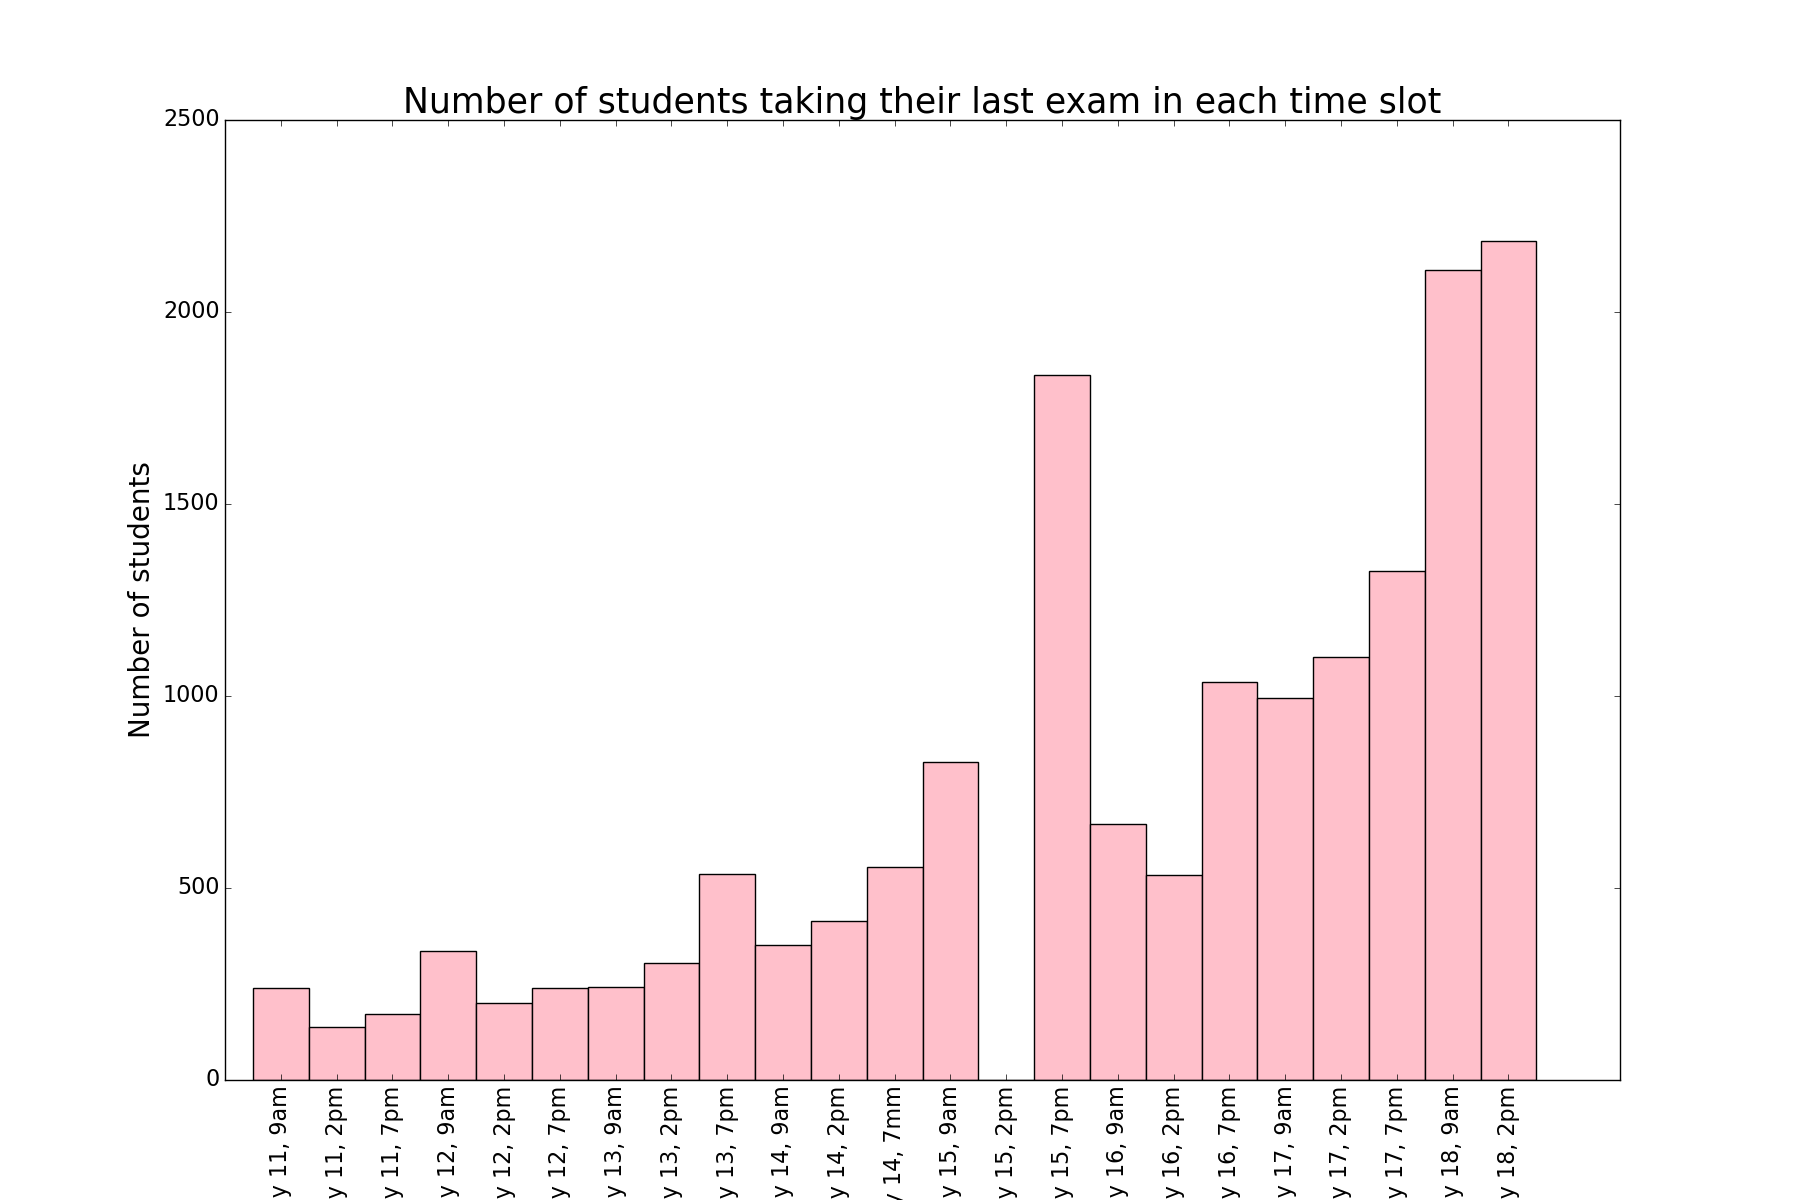 Number of students taking their last exam in each time slot
Number of students
2500
2000
1500
1000
500
0
y 11, 9am
y 11, 2pm
y 11, 7pm
y 12, 9am
y 12, 2pm
y 12, 7pm
y 13, 9am
y 13, 2pm
y 13, 7pm
y 14, 9am
y 14, 2pm
y 14, 7mm
y 15, 9am
y 15, 2pm
y 15, 7pm
y 16, 9am
y 16, 2pm
y 16, 7pm
y 17, 9am
y 17, 2pm
y 17, 7pm
y 18, 9am
y 18, 2pm